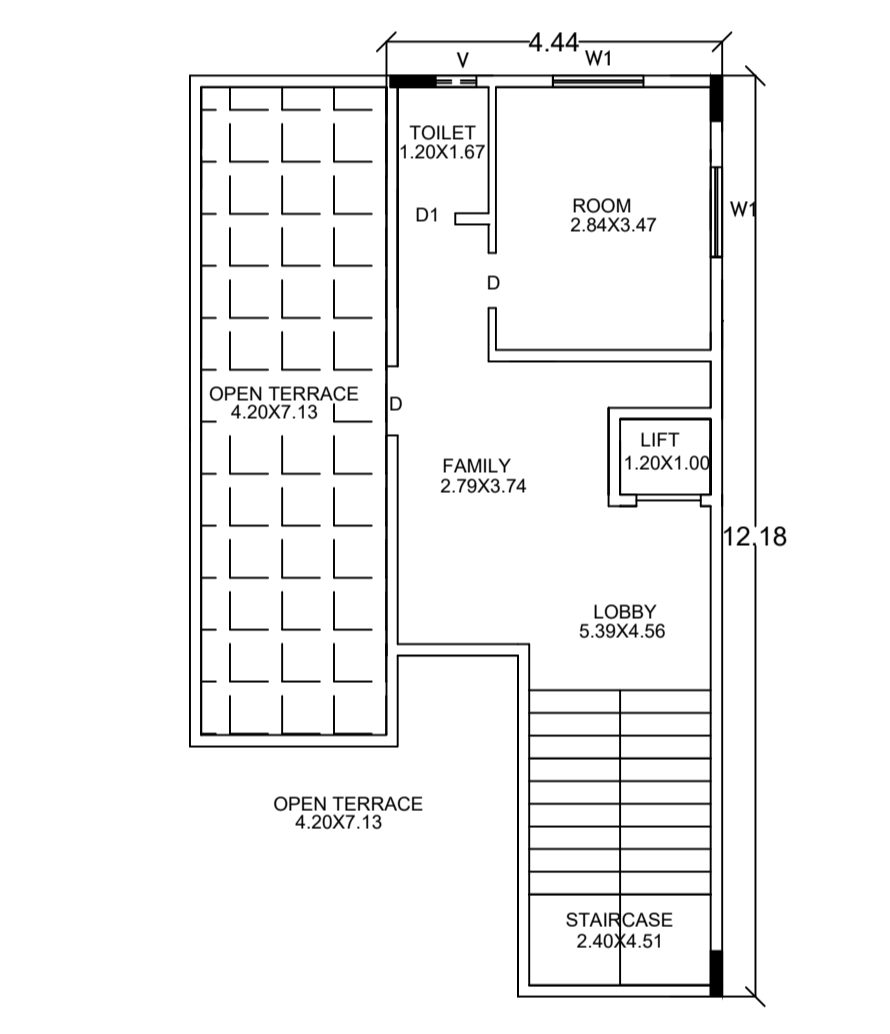 4.44
V
W1
TOILET
1.20X1.67
D1
ROOM
2.84X3.47
W1
D
OPEN TERRACE
4.20X7.13
D
LIFT
1.20X1.00
FAMILY
2.79X3.74
12.18
LOBBY
5.39X4.56
OPEN TERRACE
4.20X7.13
STAIRCASE
2.40X4.51